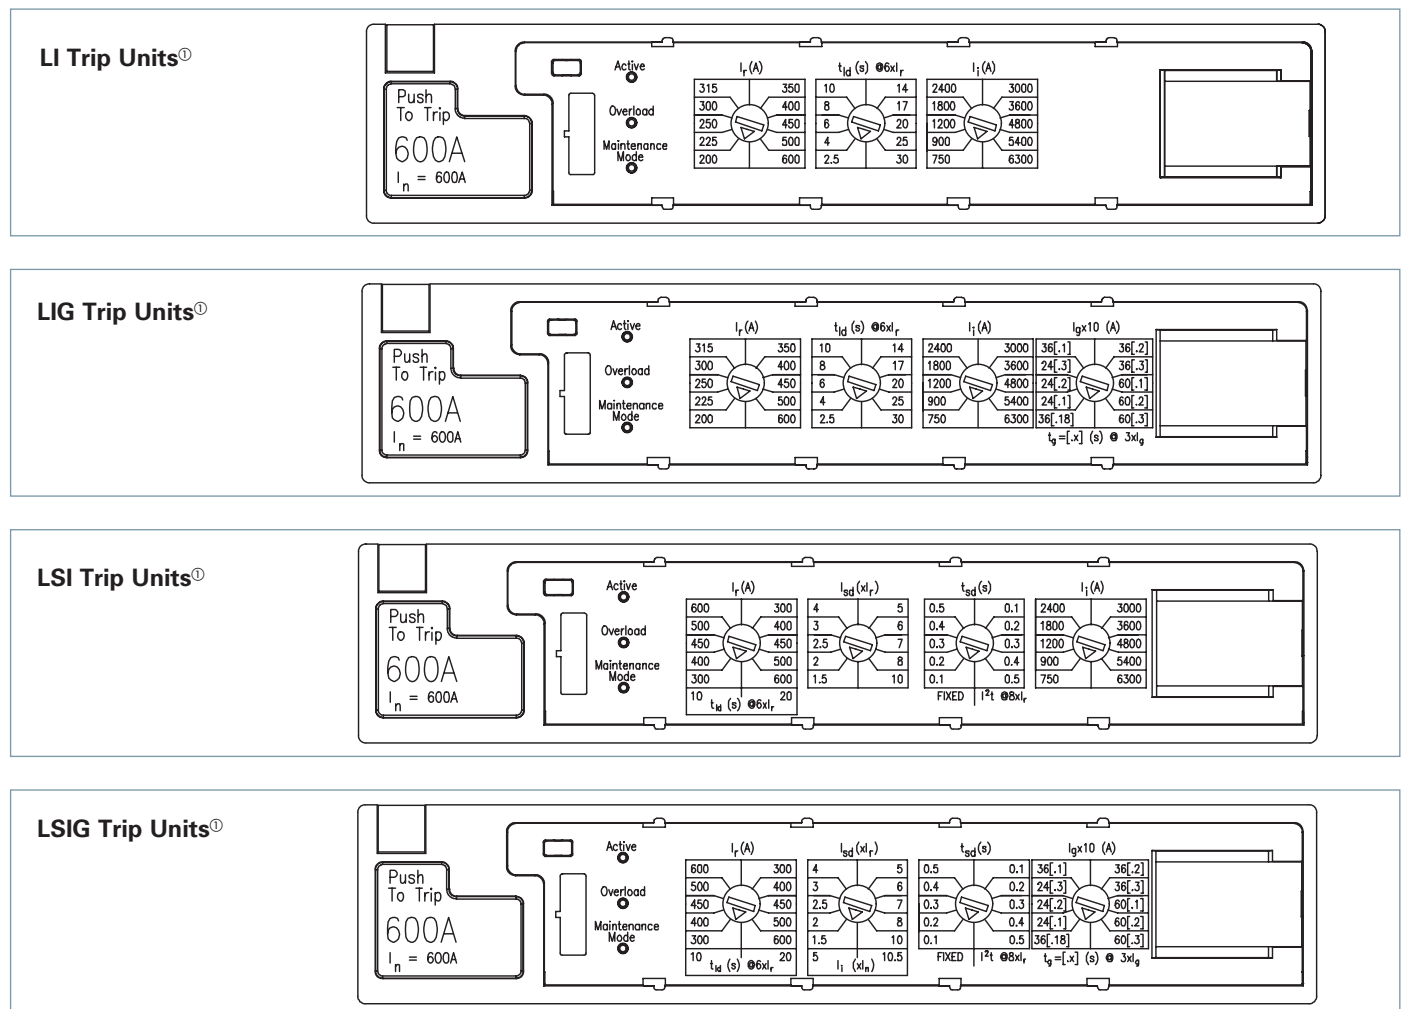 LI Trip Units①
Push
To Trip
600A
In = 600A
Active
Overload
Maintenance
Mode
Ir(A)
315 350
300 400
250 450
225 500
200 600
tld (s) @6xIr
10 14
8 17
6 20
4 25
2.5 30
Ii(A)
2400 3000
1800 3600
1200 4800
900 5400
750 6300
LIG Trip Units①
Push
To Trip
600A
In = 600A
Active
Overload
Maintenance
Mode
Ir(A)
315 350
300 400
250 450
225 500
200 600
tld (s) @6xIr
10 14
8 17
6 20
4 25
2.5 30
Ii(A)
2400 3000
1800 3600
1200 4800
900 5400
750 6300
Igx10 (A)
36[.1] 36[.2]
24[.3] 36[.3]
24[.2] 60[.1]
24[.1] 60[.2]
36[.18] 60[.3]
tg=[.x] (s) @ 3xIg
LSI Trip Units①
Push
To Trip
600A
In = 600A
Active
Overload
Maintenance
Mode
Ir(A)
600 300
500 400
450 450
400 500
300 600
10 20
tld (s) @6xIr
Isd(xIr)
4 5
3 6
2.5 7
2 8
1.5 10
tsd(s)
0.5 0.1
0.4 0.2
0.3 0.3
0.2 0.4
0.1 0.5
FIXED I²t @8xIr
Ii(A)
2400 3000
1800 3600
1200 4800
900 5400
750 6300
LSIG Trip Units①
Push
To Trip
600A
In = 600A
Active
Overload
Maintenance
Mode
Ir(A)
600 300
500 400
450 450
400 500
300 600
10 20
tld (s) @6xIr
Isd(xIr)
4 5
3 6
2.5 7
2 8
1.5 10
5 10.5
Ii (xIn)
tsd(s)
0.5 0.1
0.4 0.2
0.3 0.3
0.2 0.4
0.1 0.5
FIXED I²t @8xIr
Igx10 (A)
36[.1] 36[.2]
24[.3] 36[.3]
24[.2] 60[.1]
24[.1] 60[.2]
36[.18] 60[.3]
tg=[.x] (s) @ 3xIg